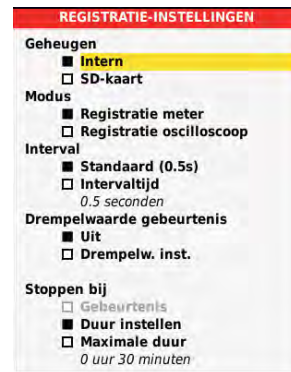 REGISTRATIE-INSTELLINGEN
Geheugen
Intern
SD-kaart
Modus
Registratie meter
Registratie oscilloscoop
Interval
Standaard (0.5s)
Intervaltijd
0.5 seconden
Drempelwaarde gebeurtenis
Uit
Drempelw. inst.
Stoppen bij
Gebeurtenis
Duur instellen
Maximale duur
0 uur 30 minuten